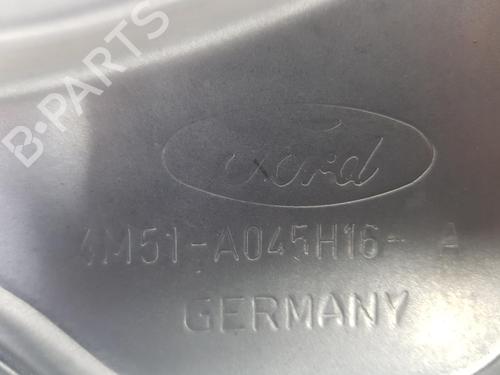 B-PARTS
Ford
4M51-A045H16- A
GERMANY